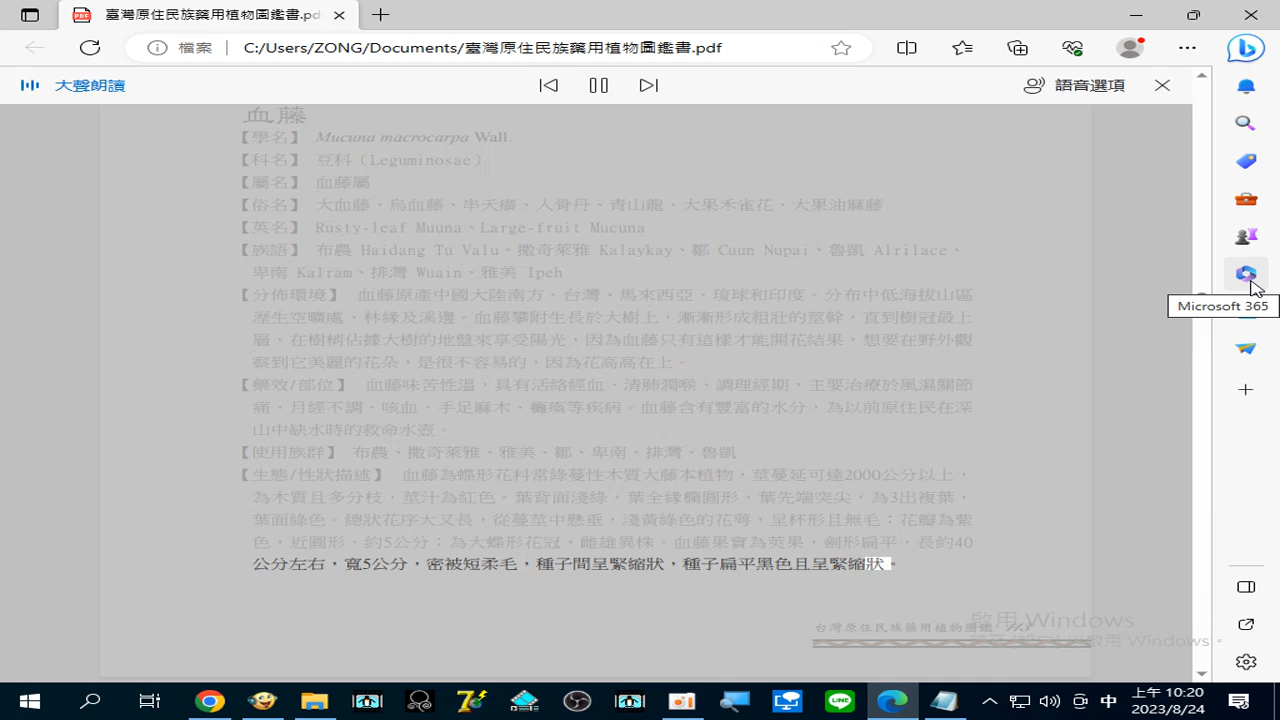 臺灣原住民族藥用植物圖鑑書.pd
檔案
C:/Users/ZONG/Documents/臺灣原住民族藥用植物圖鑑書.pdf
大聲朗讀
語音選項
血藤
【學名】 Mucuna macrocarpa Wall.
【科名】 豆科（Leguminosae）
【屬名】 血藤屬
【俗名】 大血藤、烏血藤、串天癀、入骨丹、青山龍、大果禾雀花、大果油麻藤
【英名】 Rusty-leaf Muuna、Large-fruit Mucuna
【族語】 布農 Haidang Tu Valu、撒奇萊雅 Kalaykay、鄒 Cuun Nupai、魯凱 Alrilace、
卑南 Kalram、排灣 Wuain、雅美 Ipeh
【分佈環境】 血藤原產中國大陸南方、台灣、馬來西亞、琉球和印度。分布中低海拔山區
溼生空曠處、林緣及溪邊。血藤攀附生長於大樹上，漸漸形成粗壯的莖幹，直到樹冠最上
層，在樹梢佔據大樹的地盤來享受陽光，因為血藤只有這樣才能開花結果，想要在野外觀
察到它美麗的花朵，是很不容易的，因為花高高在上。
【藥效/部位】 血藤味苦性溫，具有活絡經血、清肺潤喉、調理經期，主要治療於風濕關節
痛、月經不調、咳血、手足麻木、癱瘓等疾病。血藤含有豐富的水分，為以前原住民在深
山中缺水時的救命水壺。
【使用族群】 布農、撒奇萊雅、雅美、鄒、卑南、排灣、魯凱
【生態/性狀描述】 血藤為蝶形花科常綠蔓性木質大藤本植物，莖蔓延可達2000公分以上，
為木質且多分枝，莖汁為紅色。葉背面淺綠，葉全緣橢圓形，葉先端突尖，為3出複葉，
葉面綠色。總狀花序大又長，從蔓莖中懸垂，淺黃綠色的花萼，呈杯形且無毛；花瓣為紫
色，近圓形，約5公分；為大蝶形花冠，雌雄異株。血藤果實為莢果，劍形扁平，長約40
公分左右，寬5公分，密被短柔毛，種子間呈緊縮狀，種子扁平黑色且呈緊縮狀。
台灣原住民族藥用植物圖鑑
啟用 Windows
啟用 Windows。
Microsoft 365
中
上午 10:20
2023/8/24